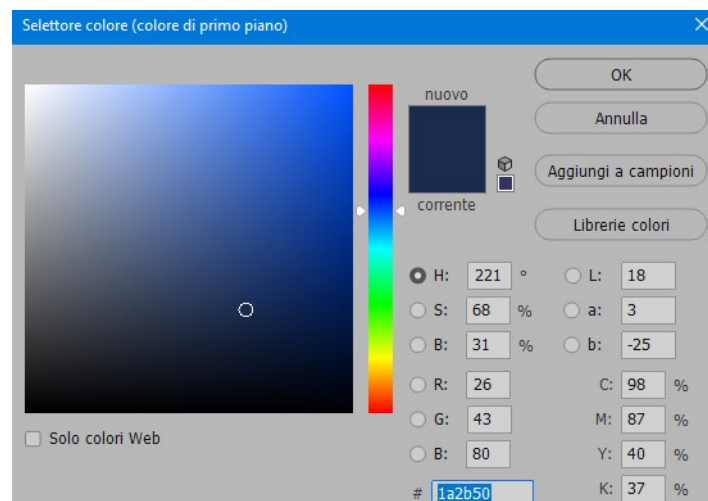 Selettore colore (colore di primo piano)
nuovo
corrente
OK
Annulla
Aggiungi a campioni
Librerie colori
H: 221 °
L: 18
S: 68 %
a: 3
B: 31 %
b: -25
R: 26
C: 98 %
G: 43
M: 87 %
B: 80
Y: 40 %
# 1a2b50
K: 37 %
Solo colori Web